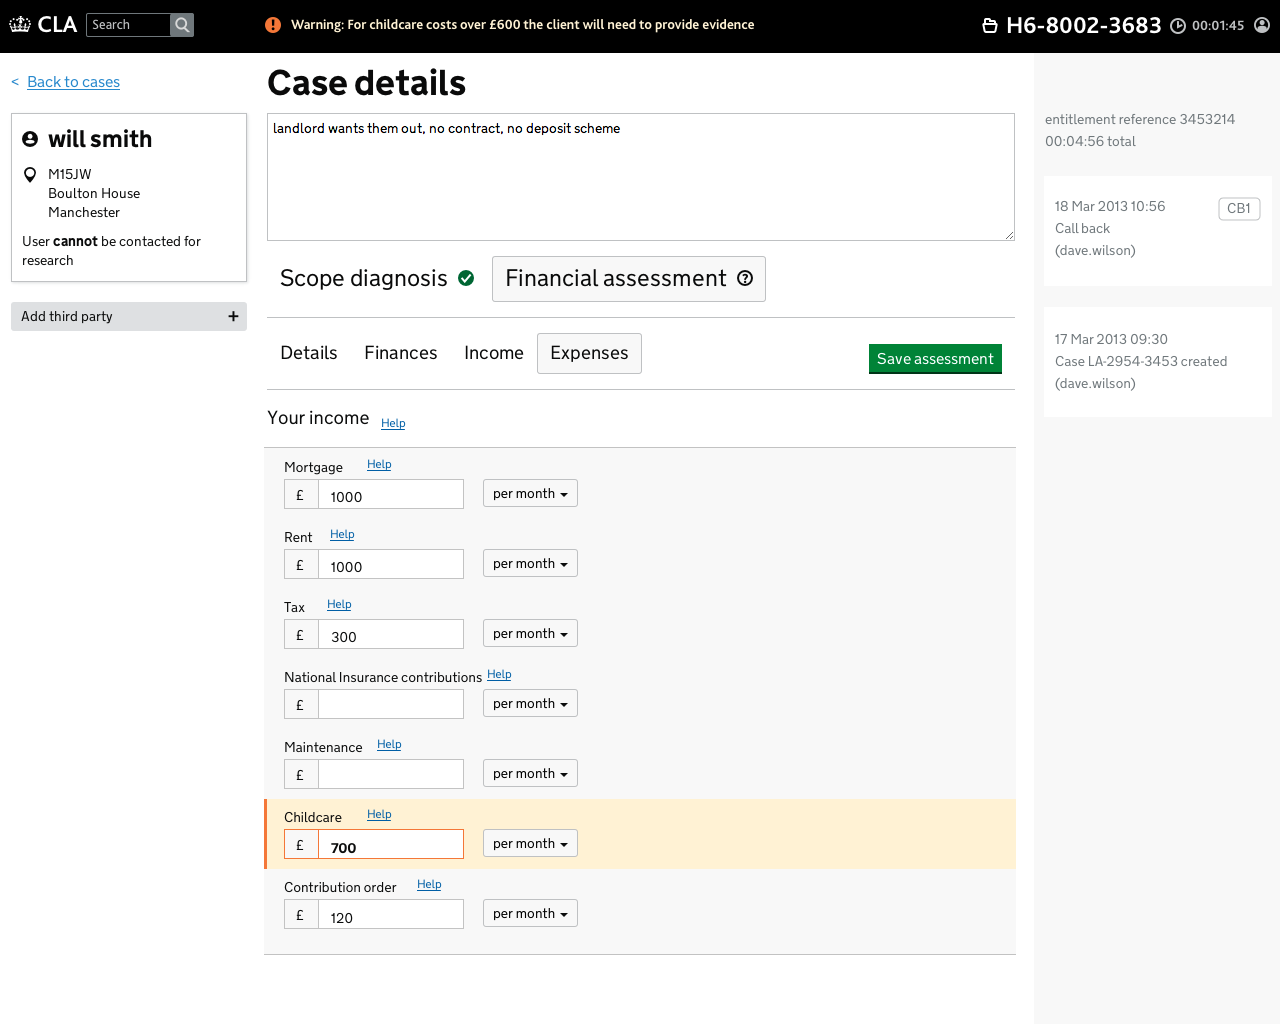 CLA
Search
Warning: For childcare costs over £600 the client will need to provide evidence
H6-8002-3683
00:01:45
< Back to cases
will smith
M15JW
Boulton House
Manchester
User cannot be contacted for
research
Add third party +
Case details
landlord wants them out, no contract, no deposit scheme
Scope diagnosis
Financial assessment ?
Details
Finances
Income
Expenses
Save assessment
Your income Help
Mortgage Help
£ 1000 per month
Rent Help
£ 1000 per month
Tax Help
£ 300 per month
National Insurance contributions Help
£ per month
Maintenance Help
£ per month
Childcare Help
£ 700 per month
Contribution order Help
£ 120 per month
entitlement reference 3453214
00:04:56 total
18 Mar 2013 10:56 CB1
Call back
(dave.wilson)
17 Mar 2013 09:30
Case LA-2954-3453 created
(dave.wilson)